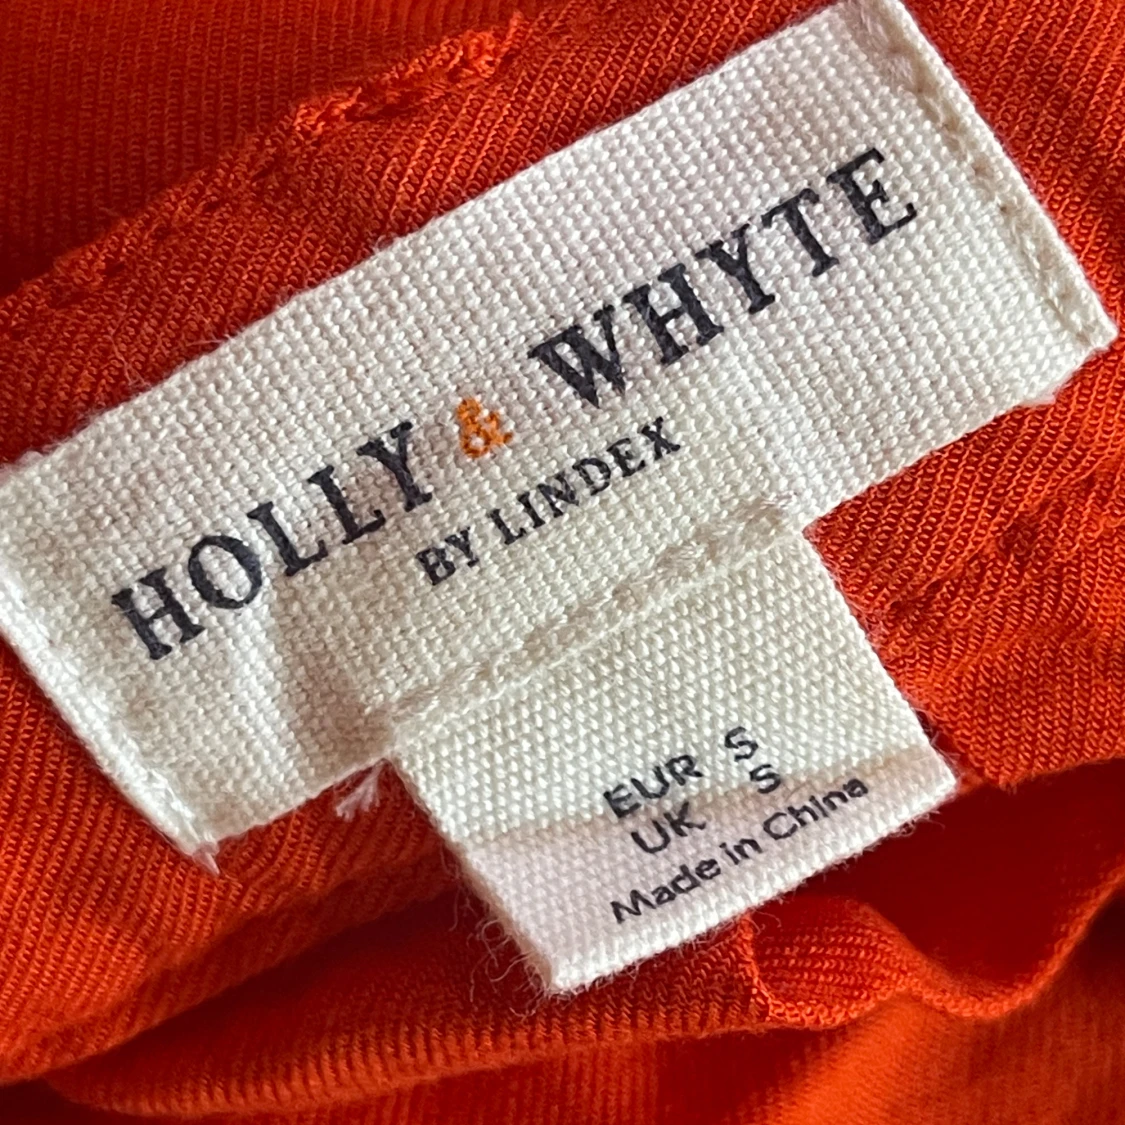 HOLLY & WHYTE
BY LINDEX
EUR S
UK S
Made in China